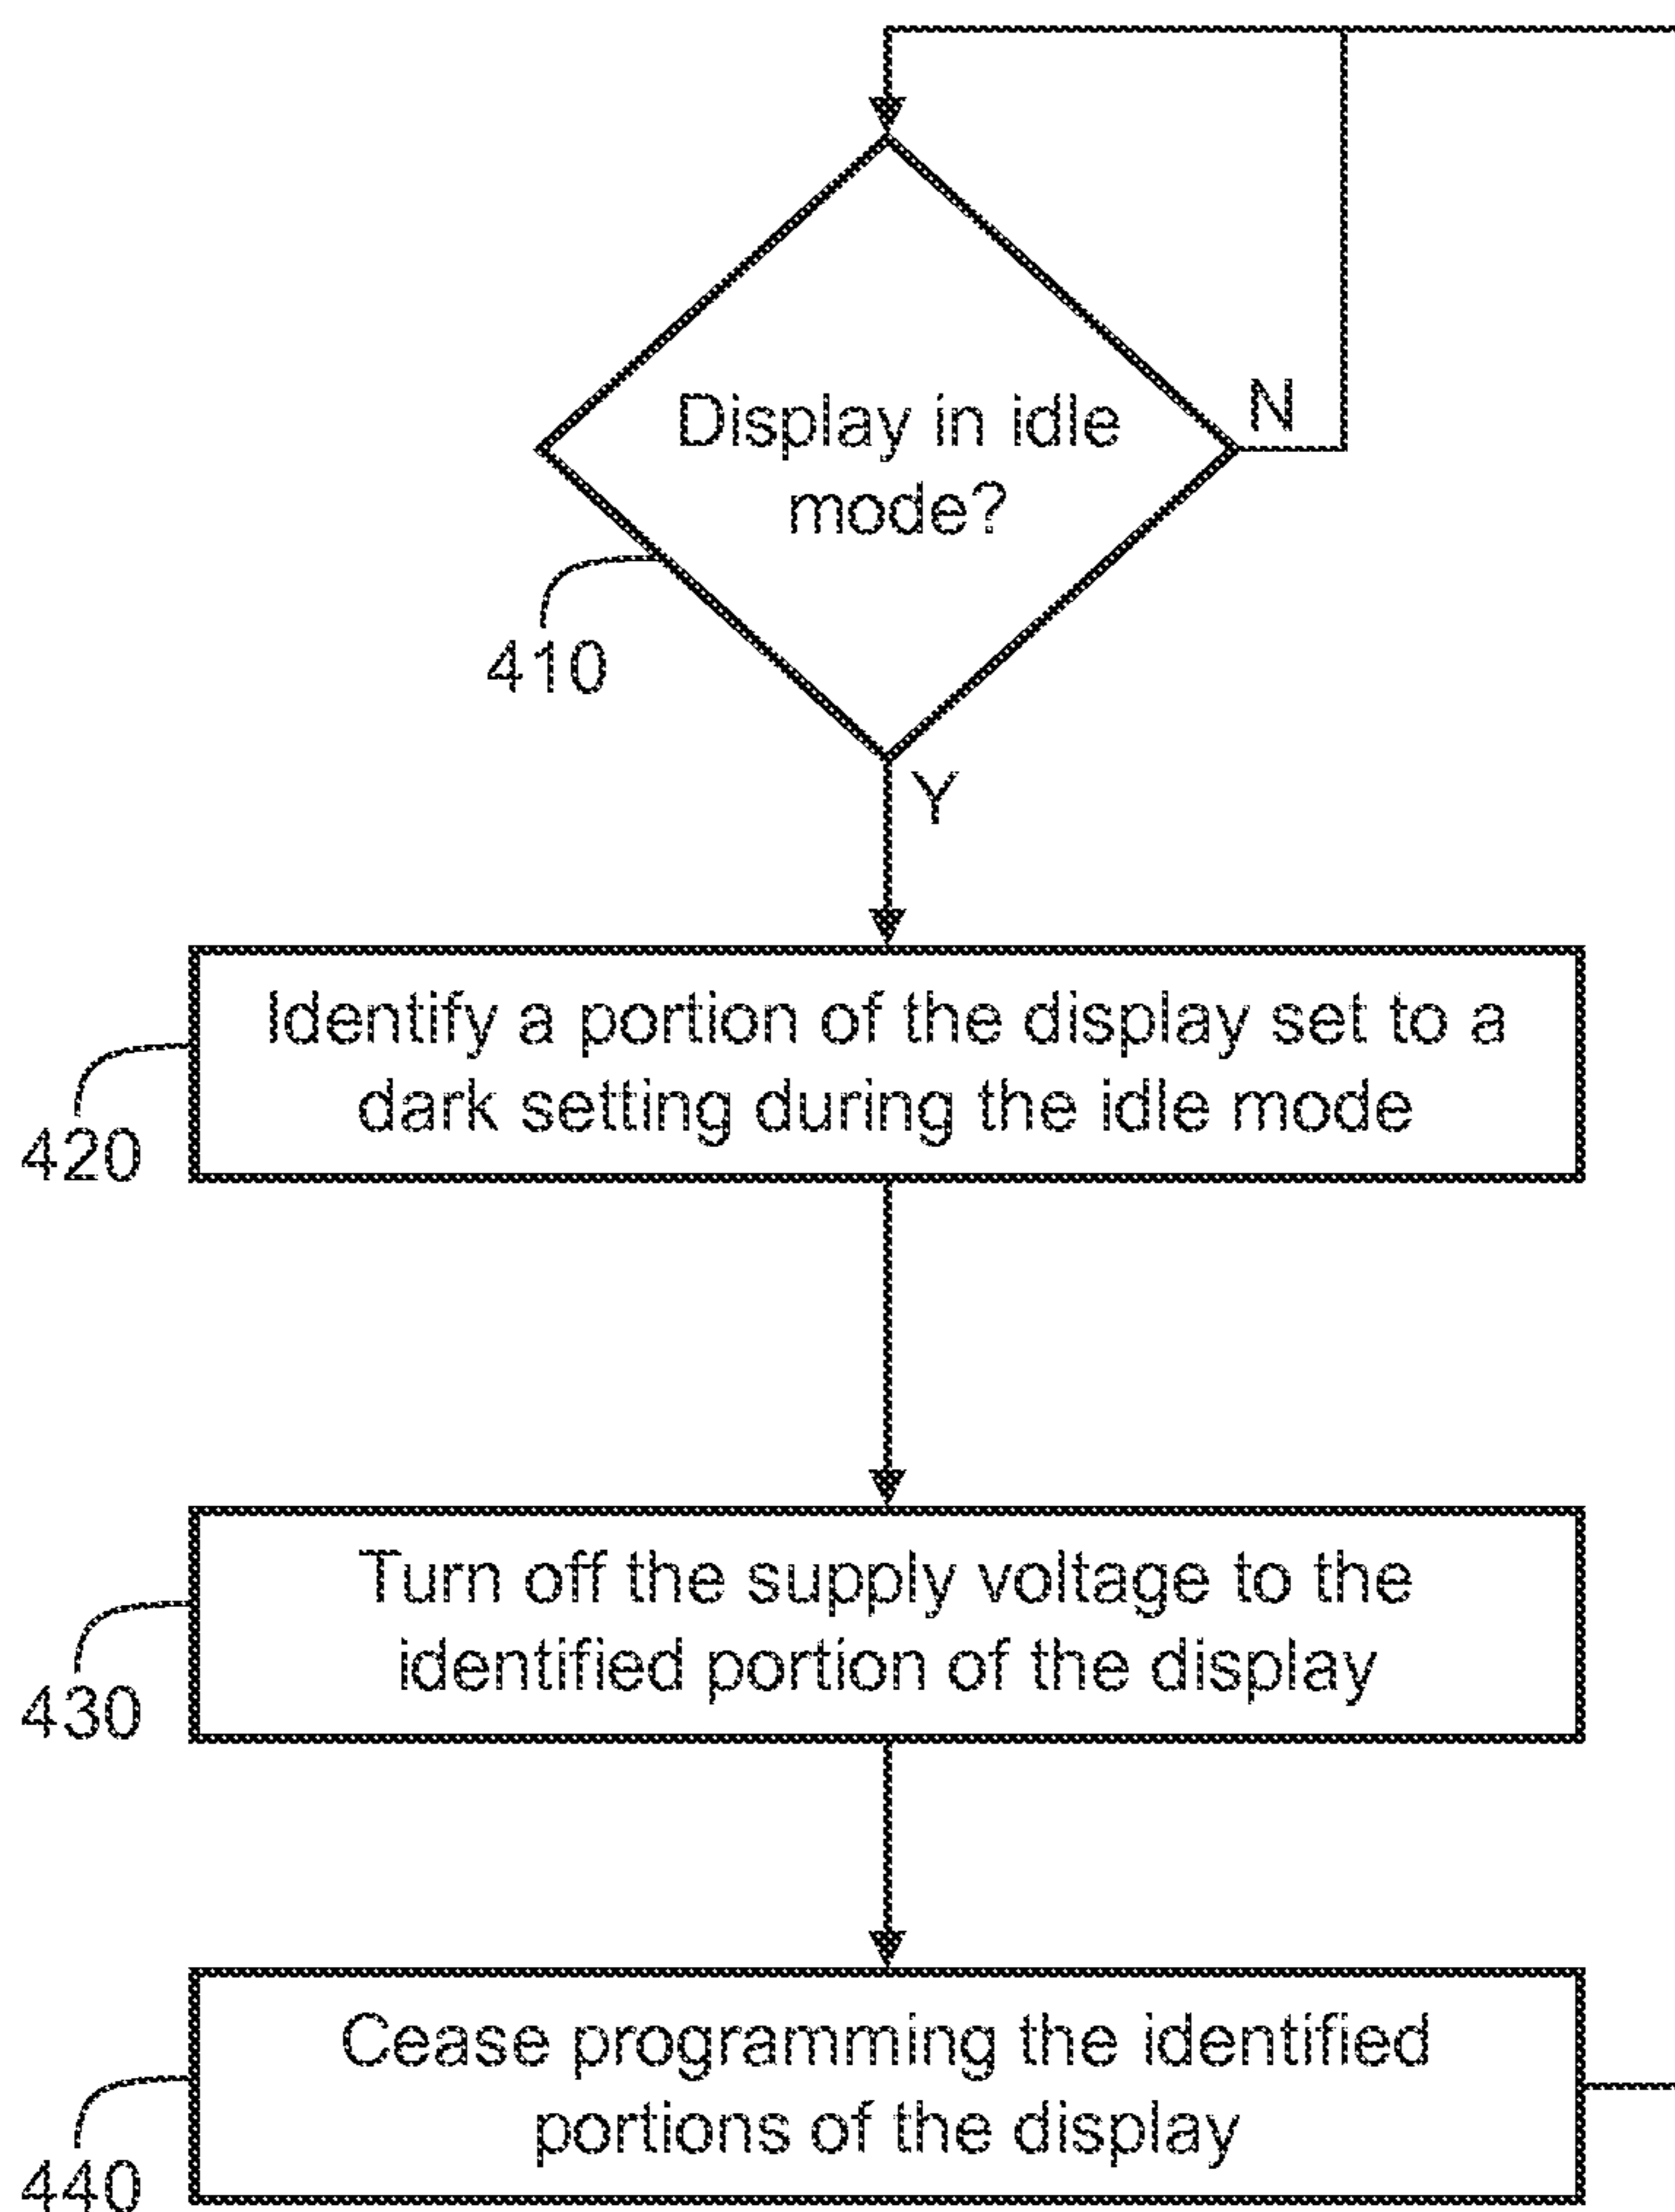 Display in idle
mode?
N
410
Y
Identify a portion of the display set to a
dark setting during the idle mode
420
Turn off the supply voltage to the
identified portion of the display
430
Cease programming the identified
portions of the display
440